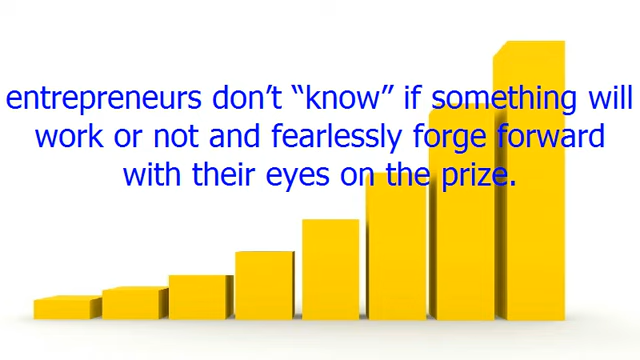 entrepreneurs don’t “know” if something will
work or not and fearlessly forge forward
with their eyes on the prize.